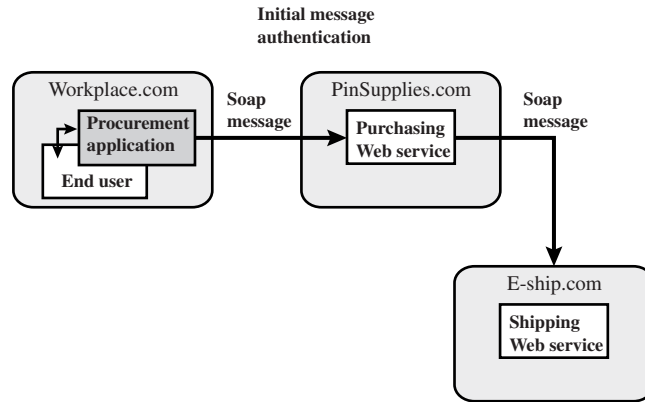 Initial message
authentication
Workplace.com
Procurement
application
End user
Soap
message
PinSupplies.com
Purchasing
Web service
Soap
message
E-ship.com
Shipping
Web service